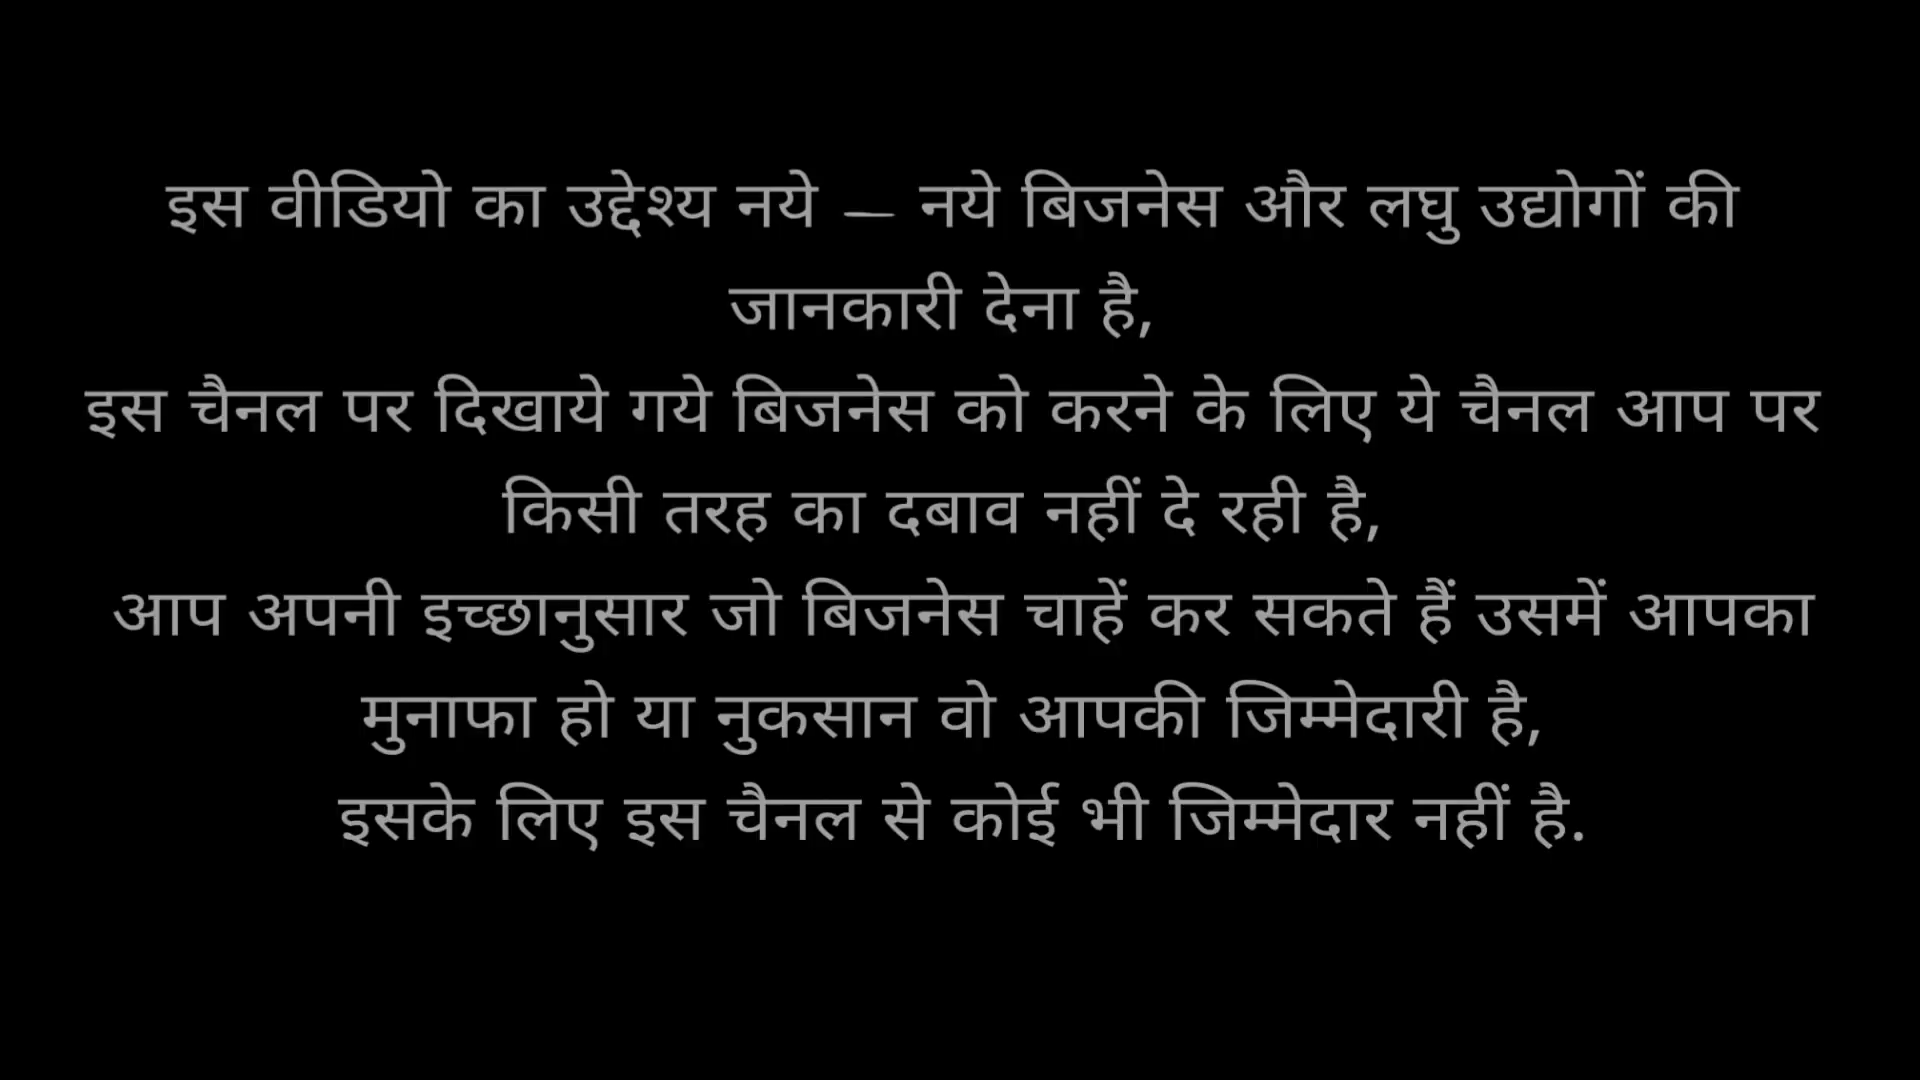 इस वीडियो का उद्देश्य नये – नये बिजनेस और लघु उद्योगों की
जानकारी देना है,
इस चैनल पर दिखाये गये बिजनेस को करने के लिए ये चैनल आप पर
किसी तरह का दबाव नहीं दे रही है,
आप अपनी इच्छानुसार जो बिजनेस चाहें कर सकते हैं उसमें आपका
मुनाफा हो या नुकसान वो आपकी जिम्मेदारी है,
इसके लिए इस चैनल से कोई भी जिम्मेदार नहीं है.